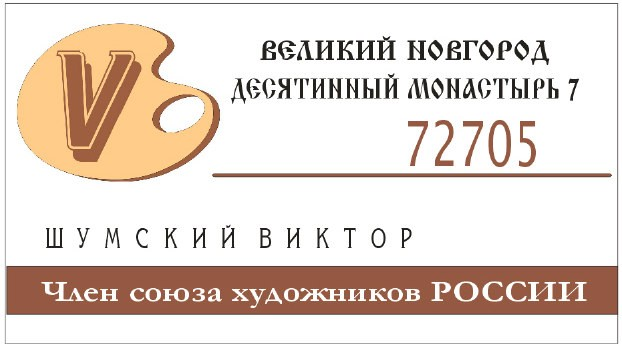 V
ВЕЛИКИЙ НОВГОРОД
ДЕСЯТИННЫЙ МОНАСТЫРЬ 7
72705
ШУМСКИЙ ВИКТОР
Член союза художников РОССИИ